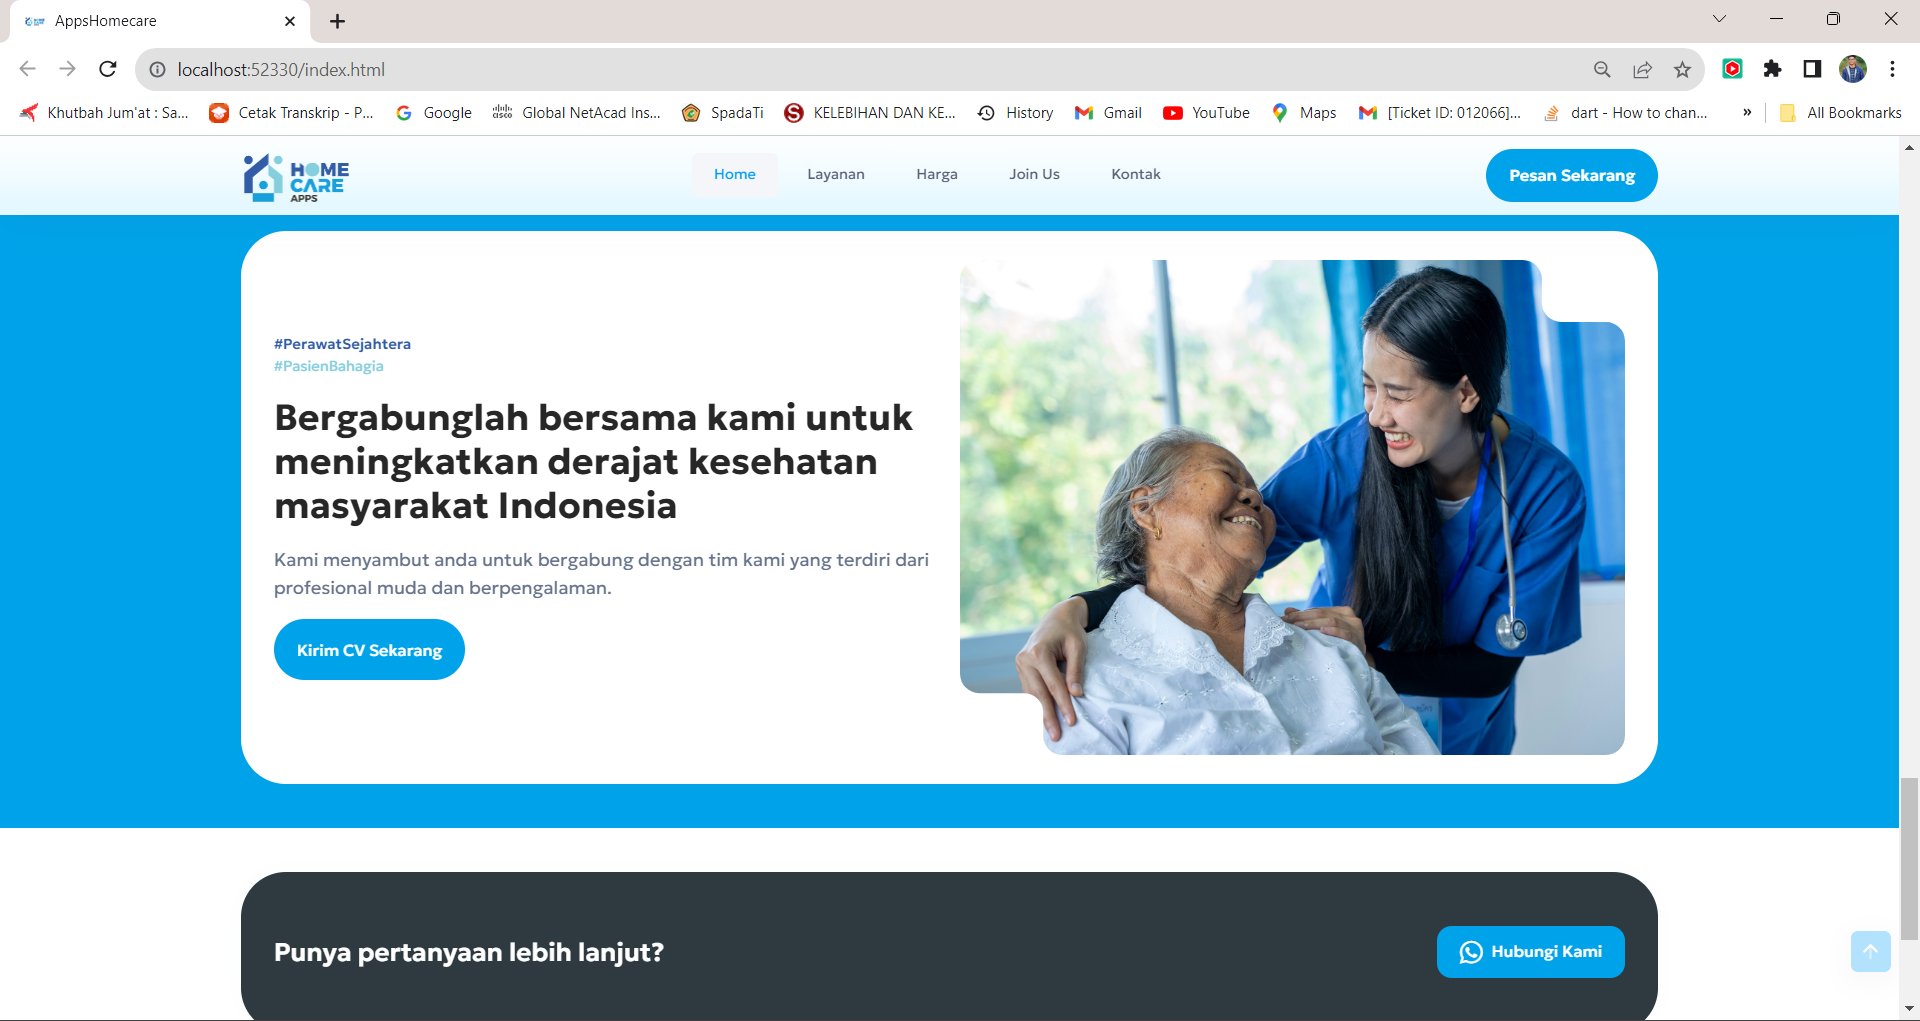 AppsHomecare
localhost:52330/index.html
Khutbah Jum'at : Sa...
Cetak Transkrip - P...
Google
Global NetAcad Ins...
SpadaTi
KELEBIHAN DAN KE...
History
Gmail
YouTube
Maps
[Ticket ID: 012066]...
dart - How to chan...
»
All Bookmarks
HOME
CARE
APPS
Home
Layanan
Harga
Join Us
Kontak
Pesan Sekarang
#PerawatSejahtera
#PasienBahagia
Bergabunglah bersama kami untuk
meningkatkan derajat kesehatan
masyarakat Indonesia
Kami menyambut anda untuk bergabung dengan tim kami yang terdiri dari
profesional muda dan berpengalaman.
Kirim CV Sekarang
Punya pertanyaan lebih lanjut?
Hubungi Kami